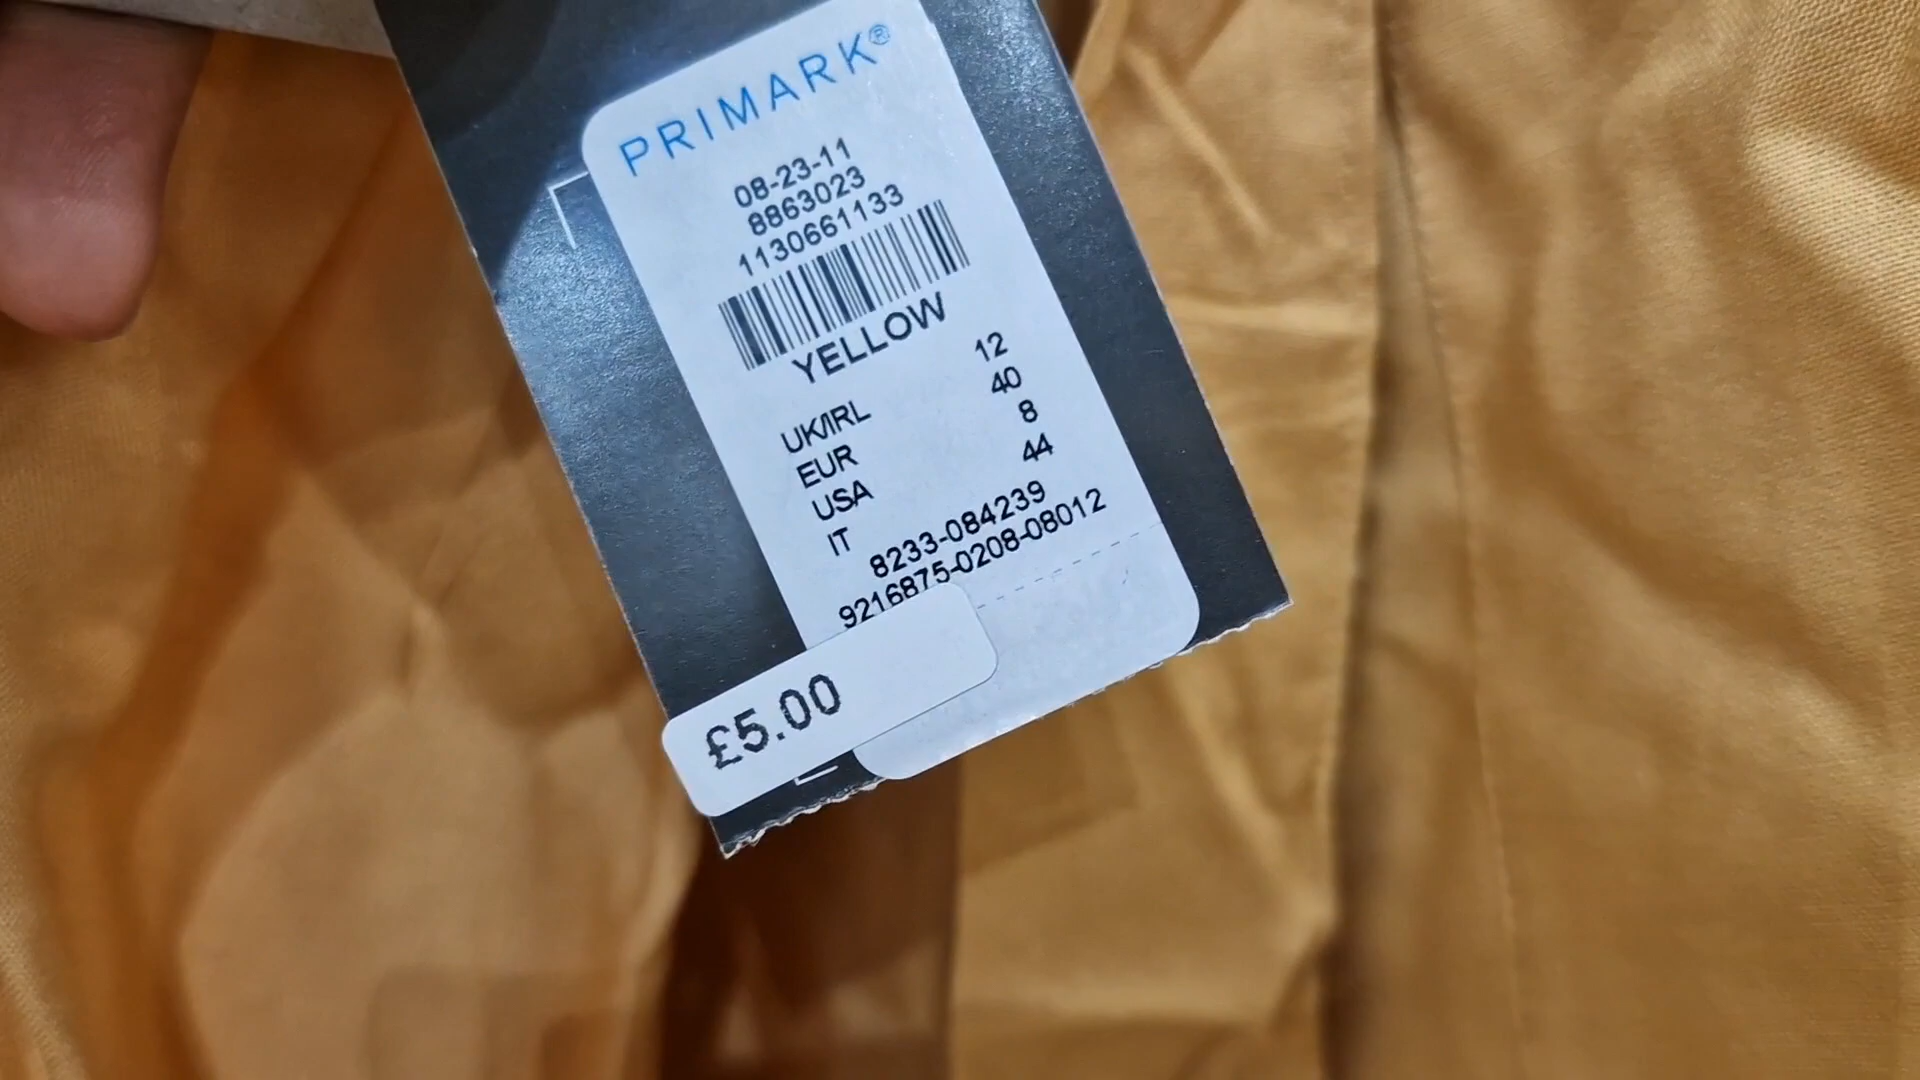 PRIMARK®
08-23-11
8863023
1130661133
YELLOW
UK/IRL 12
EUR 40
USA 8
IT 44
8233-084239
9216875-0208-08012
£5.00